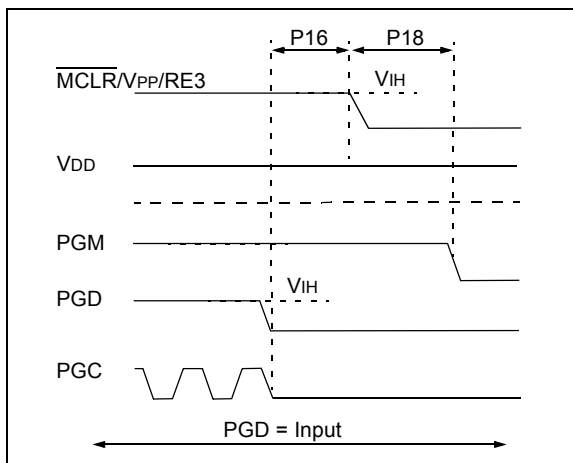 P16 P18
MCLR/VPP/RE3 VIH
VDD
PGM
PGD VIH
PGC
PGD = Input